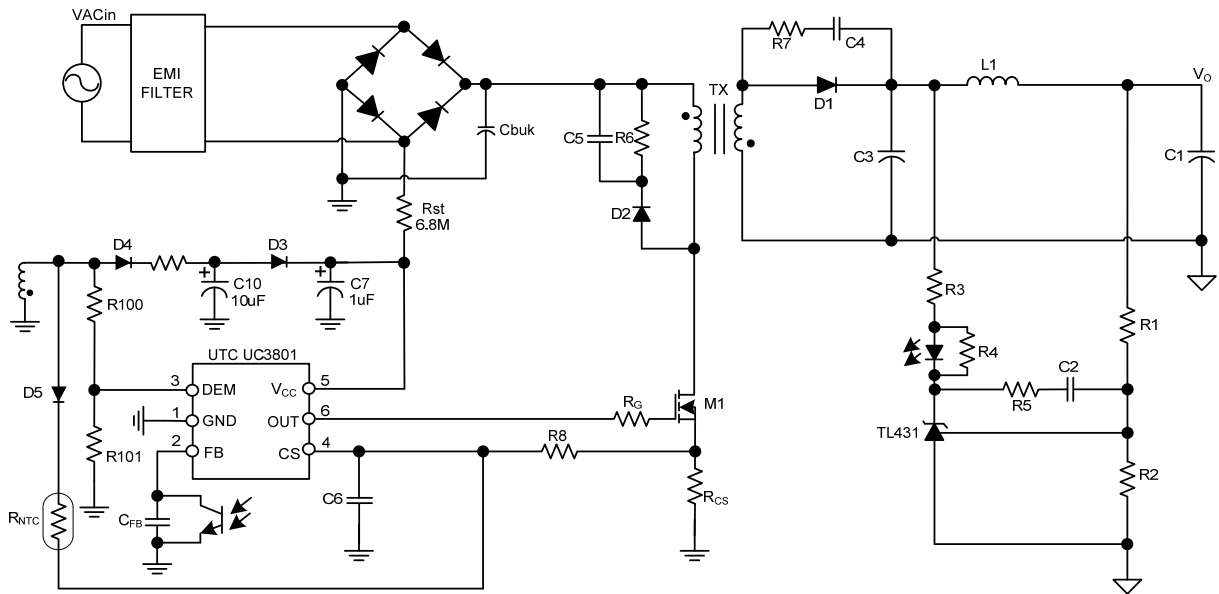 VACin
EMI
FILTER
Cbuk
C5
R6
D2
TX
R7
C4
D1
C3
L1
VO
C1
Rst
6.8M
D4
D3
C10
10uF
C7
1uF
R100
R101
D5
RNTC
UTC UC3801
3
DEM
1
GND
2
FB
VCC
5
OUT
6
CS
4
CFB
C6
R8
RG
M1
RCS
R3
R4
R5
C2
R1
TL431
R2
+
+